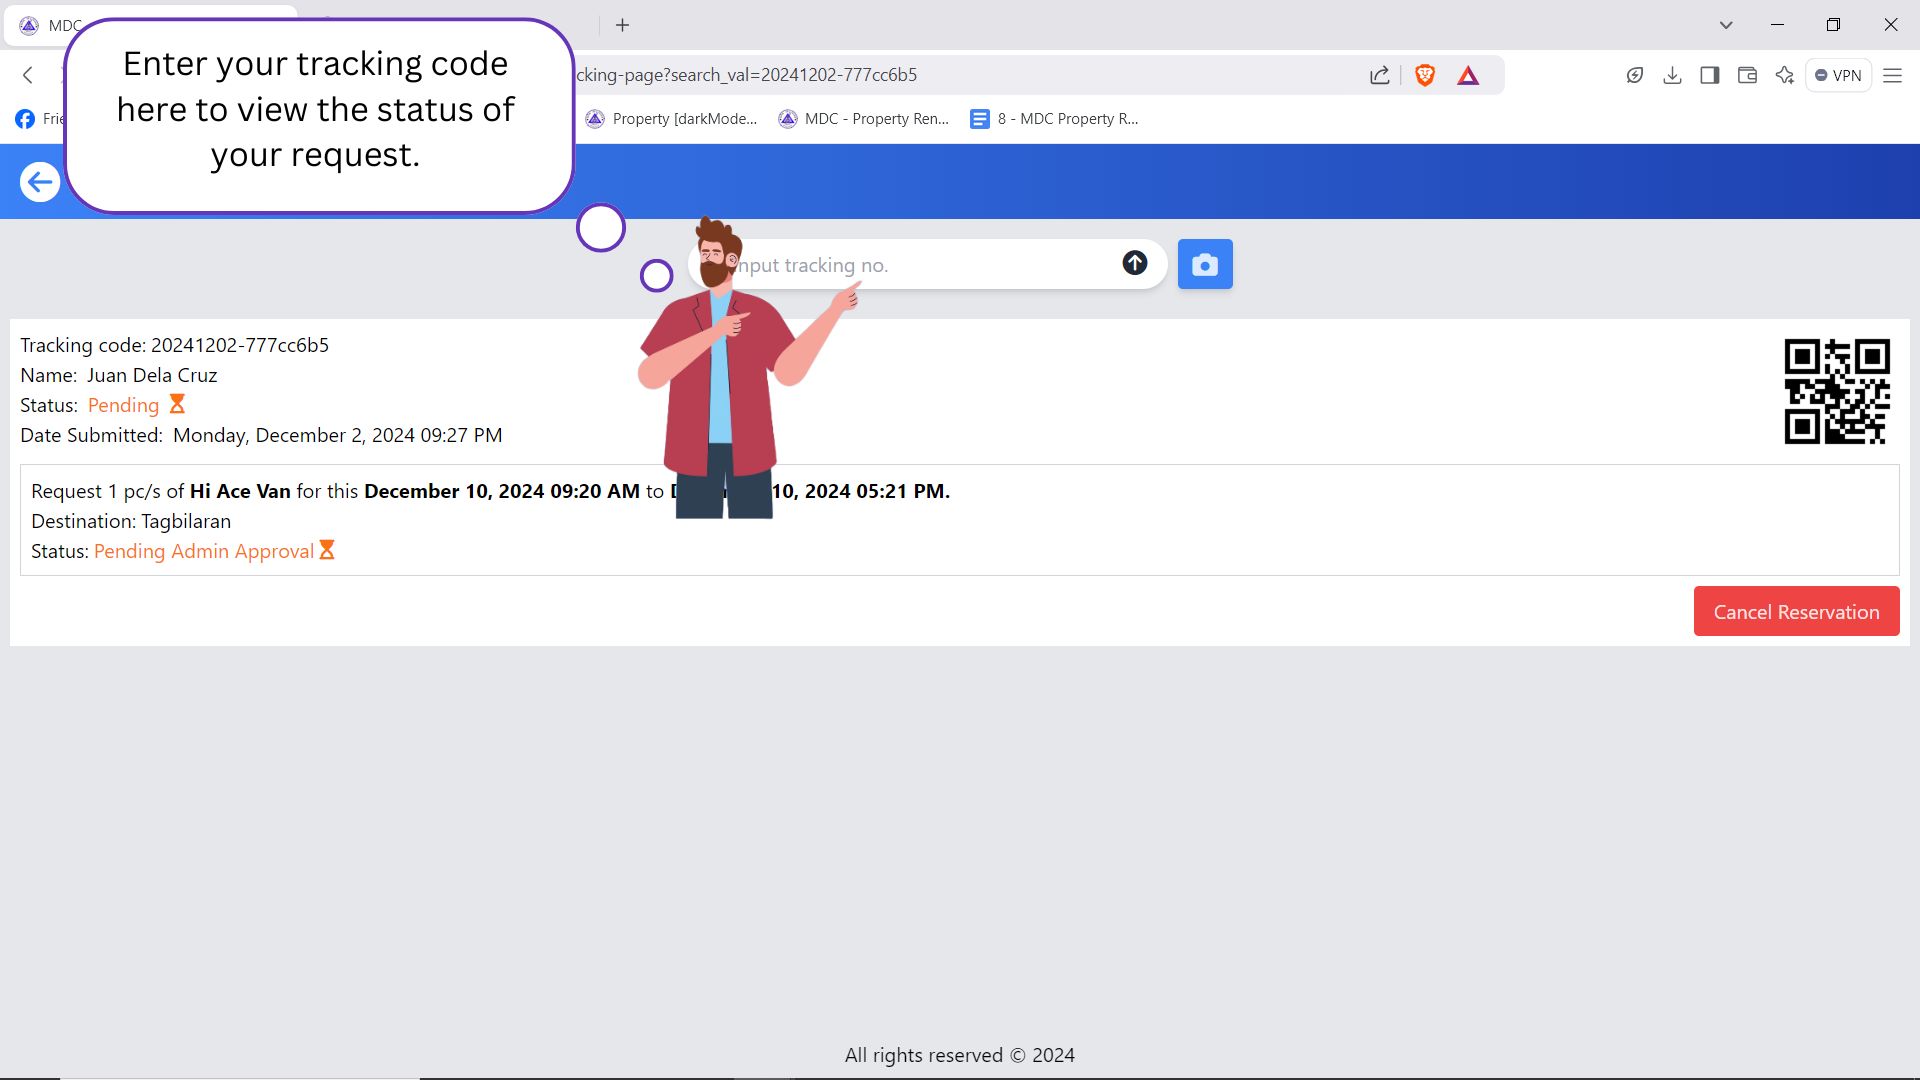 MDC
Enter your tracking code
here to view the status of
your request.
cking-page?search_val=20241202-777cc6b5
VPN
Frie
Property [darkMode...
MDC - Property Ren...
8 - MDC Property R...
nput tracking no.
Tracking code: 20241202-777cc6b5
Name: Juan Dela Cruz
Status: Pending
Date Submitted: Monday, December 2, 2024 09:27 PM
Request 1 pc/s of Hi Ace Van for this December 10, 2024 09:20 AM to 10, 2024 05:21 PM.
Destination: Tagbilaran
Status: Pending Admin Approval
Cancel Reservation
All rights reserved © 2024